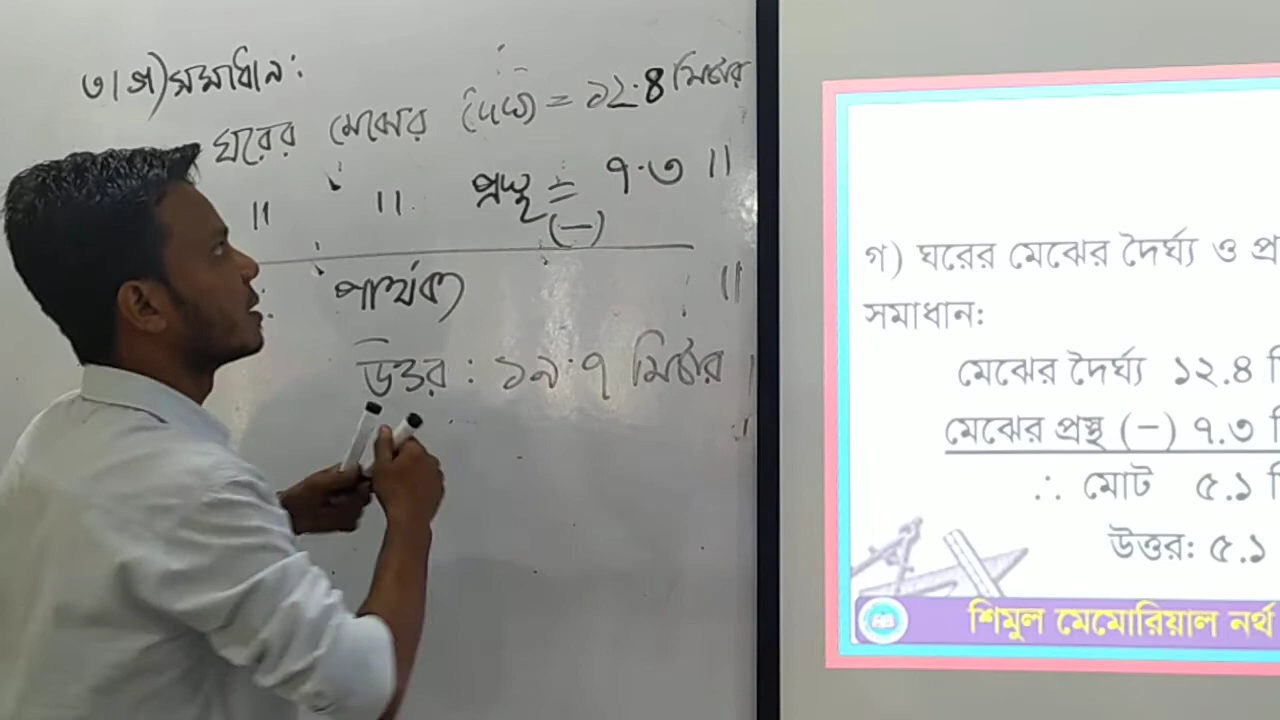 ৩। গ) সমাধান:
ঘরের মেঝের দৈর্ঘ্য = ১২.৪ মিটার
" " প্রস্থ = ৭.৩ "
(-)
পার্থক্য "
উত্তর : ১৯.৭ মিটার
গ) ঘরের মেঝের দৈর্ঘ্য ও প্র
সমাধান:
মেঝের দৈর্ঘ্য ১২.৪ মি
মেঝের প্রস্থ (-) ৭.৩ মি
∴ মোট ৫.১ মি
উত্তর: ৫.১
শিমুল মেমোরিয়াল নর্থ